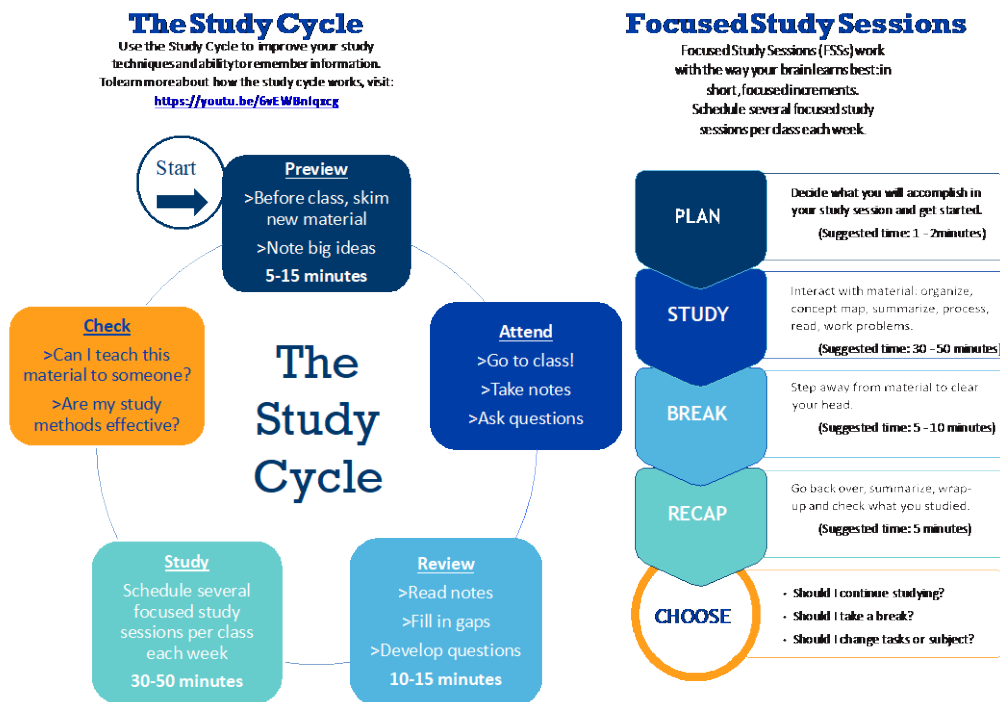 The Study Cycle
Use the Study Cycle to improve your study
techniques and ability to remember information.
To learn more about how the study cycle works, visit:
https://youtu.be/6vEWBnIqxcg
Start
Preview
>Before class, skim
new material
>Note big ideas
5-15 minutes
Attend
>Go to class!
>Take notes
>Ask questions
Review
>Read notes
>Fill in gaps
>Develop questions
10-15 minutes
Study
Schedule several
focused study
sessions per class
each week
30-50 minutes
Check
>Can I teach this
material to someone?
>Are my study
methods effective?
The
Study
Cycle
Focused Study Sessions
Focused Study Sessions (FSSs) work
with the way your brain learns best: in
short, focused increments.
Schedule several focused study
sessions per class each week.
PLAN
Decide what you will accomplish in
your study session and get started.
(Suggested time: 1 - 2minutes)
STUDY
Interact with material: organize,
concept map, summarize, process,
read, work problems.
(Suggested time: 30 - 50 minutes)
BREAK
Step away from material to clear
your head.
(Suggested time: 5 - 10 minutes)
RECAP
Go back over, summarize, wrap-
up and check what you studied.
(Suggested time: 5 minutes)
CHOOSE
• Should I continue studying?
• Should I take a break?
• Should I change tasks or subject?